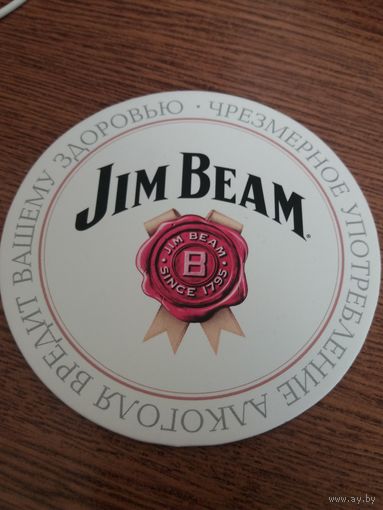 ЧРЕЗМЕРНОЕ УПОТРЕБЛЕНИЕ АЛКОГОЛЯ ВРЕДИТ ВАШЕМУ ЗДОРОВЬЮ ·
JIM BEAM®
· JIM BEAM ·
B
SINCE 1795
www.ay.by